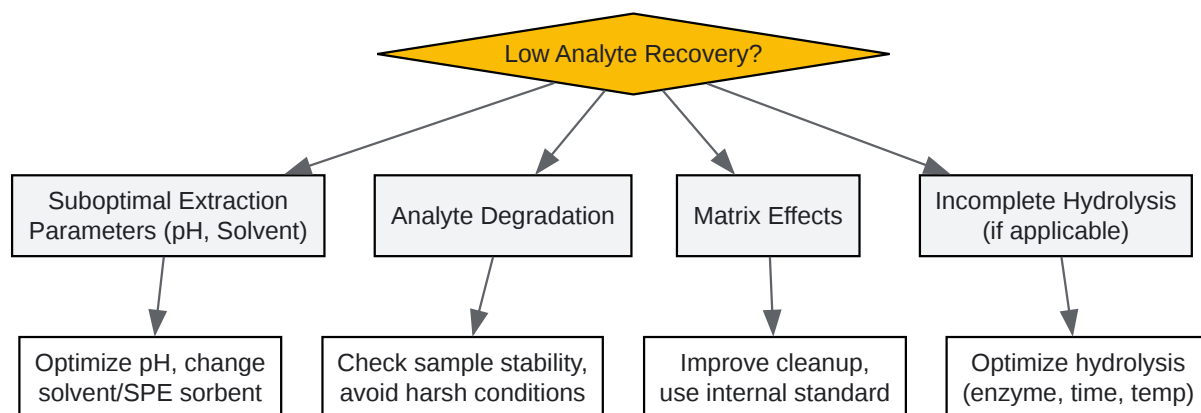 Low Analyte Recovery?
Suboptimal Extraction
Parameters (pH, Solvent)
Analyte Degradation
Matrix Effects
Incomplete Hydrolysis
(if applicable)
Optimize pH, change
solvent/SPE sorbent
Check sample stability,
avoid harsh conditions
Improve cleanup,
use internal standard
Optimize hydrolysis
(enzyme, time, temp)